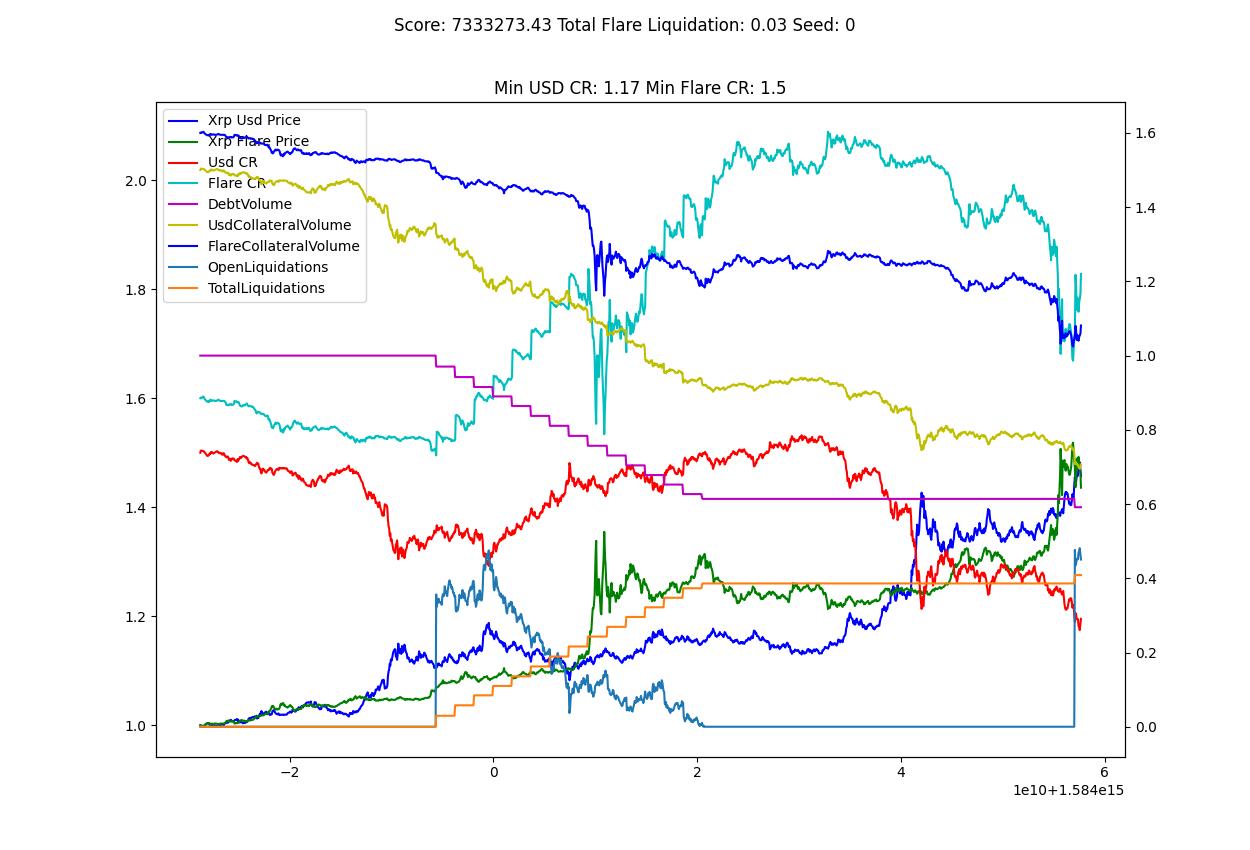 Score: 7333273.43 Total Flare Liquidation: 0.03 Seed: 0
Min USD CR: 1.17 Min Flare CR: 1.5
Xrp Usd Price
Xrp Flare Price
Usd CR
Flare CR
DebtVolume
UsdCollateralVolume
FlareCollateralVolume
OpenLiquidations
TotalLiquidations
2.0
1.8
1.6
1.4
1.2
1.0
1.6
1.4
1.2
1.0
0.8
0.6
0.4
0.2
0.0
−2
0
2
4
6
1e10+1.584e15